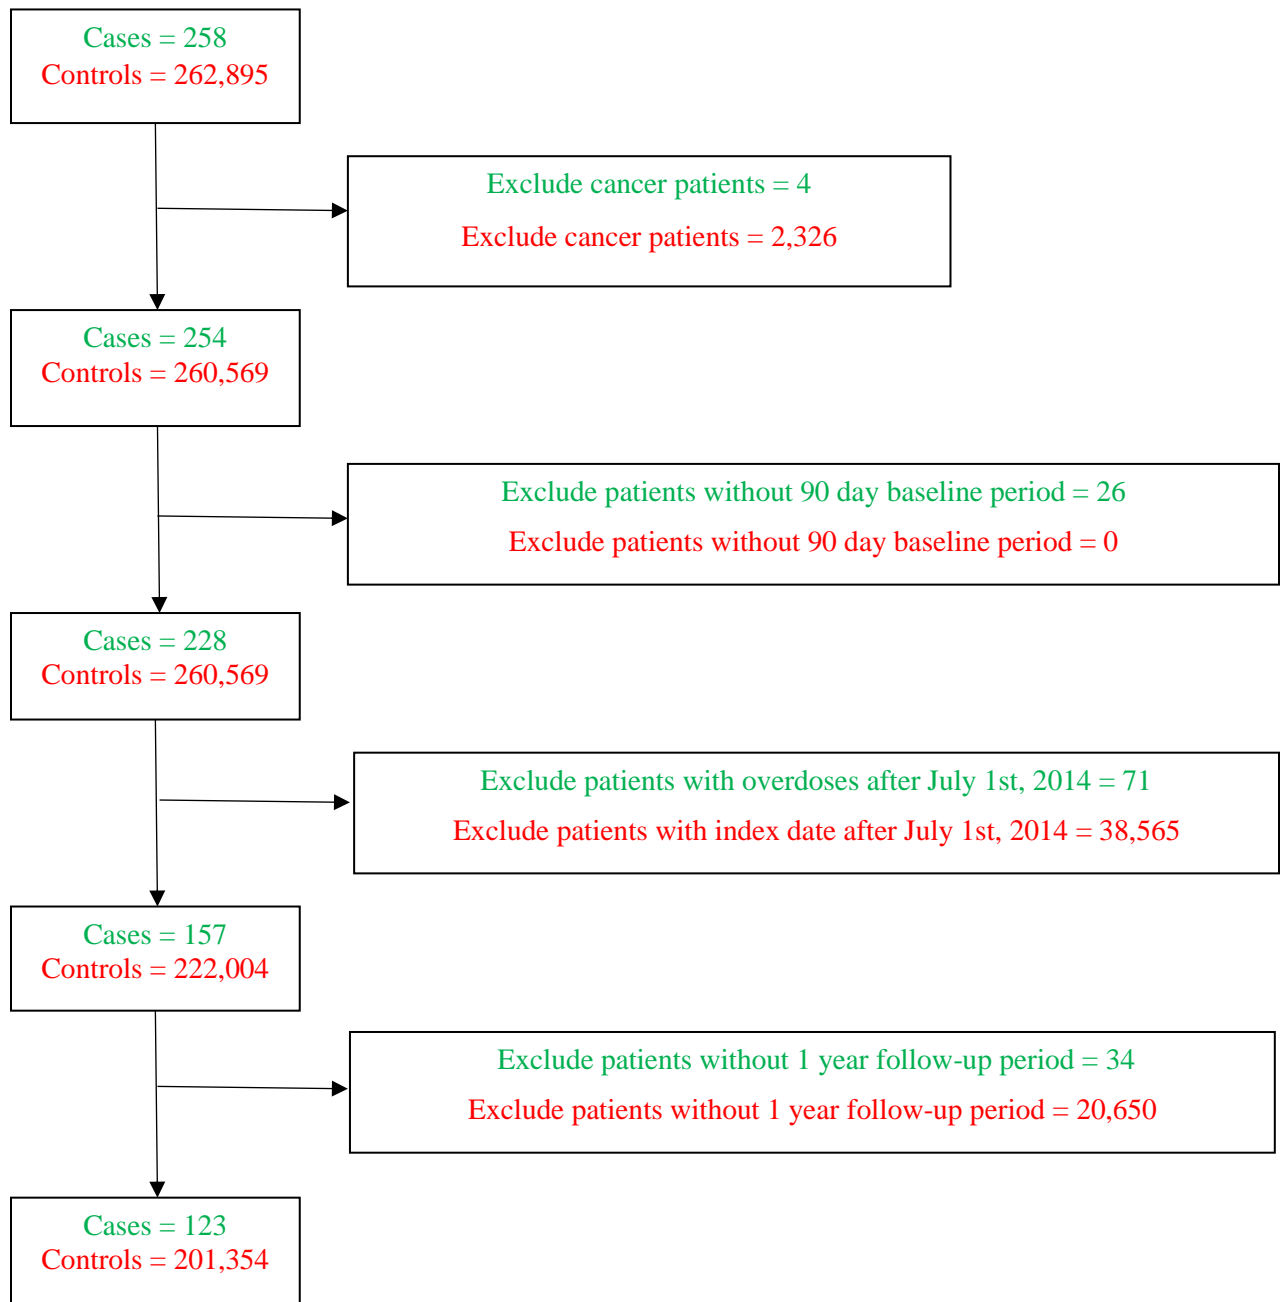 Cases = 258
Controls = 262,895
Exclude cancer patients = 4
Exclude cancer patients = 2,326
Cases = 254
Controls = 260,569
Exclude patients without 90 day baseline period = 26
Exclude patients without 90 day baseline period = 0
Cases = 228
Controls = 260,569
Exclude patients with overdoses after July 1st, 2014 = 71
Exclude patients with index date after July 1st, 2014 = 38,565
Cases = 157
Controls = 222,004
Exclude patients without 1 year follow-up period = 34
Exclude patients without 1 year follow-up period = 20,650
Cases = 123
Controls = 201,354